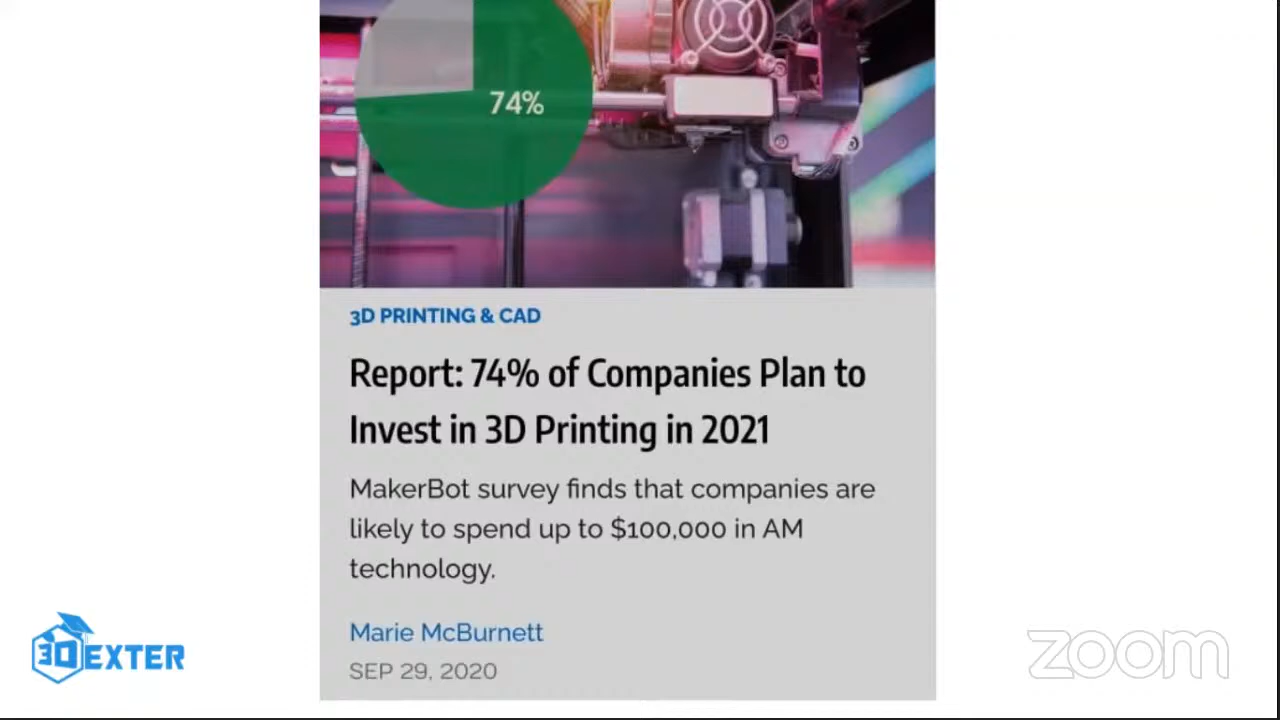 74%
3D PRINTING & CAD
Report: 74% of Companies Plan to
Invest in 3D Printing in 2021
MakerBot survey finds that companies are
likely to spend up to $100,000 in AM
technology.
Marie McBurnett
SEP 29, 2020
3DEXTER
zoom